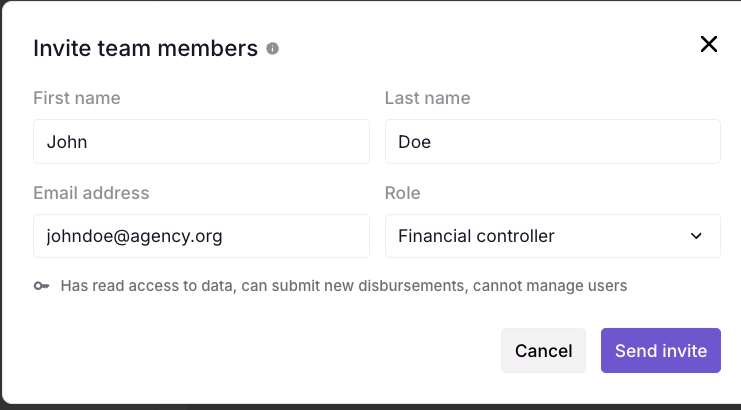 Invite team members
First name
Last name
John
Doe
Email address
Role
johndoe@agency.org
Financial controller
Has read access to data, can submit new disbursements, cannot manage users
Cancel
Send invite